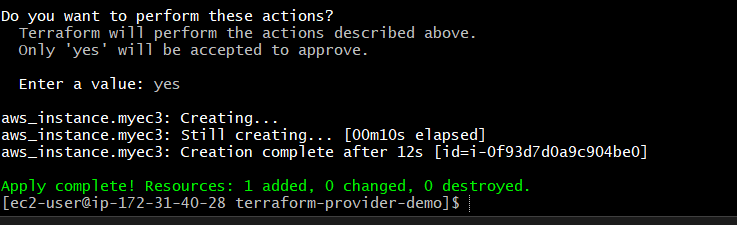 Do you want to perform these actions?
  Terraform will perform the actions described above.
  Only 'yes' will be accepted to approve.

  Enter a value: yes

aws_instance.myec3: Creating...
aws_instance.myec3: Still creating... [00m10s elapsed]
aws_instance.myec3: Creation complete after 12s [id=i-0f93d7d0a9c904be0]

Apply complete! Resources: 1 added, 0 changed, 0 destroyed.
[ec2-user@ip-172-31-40-28 terraform-provider-demo]$